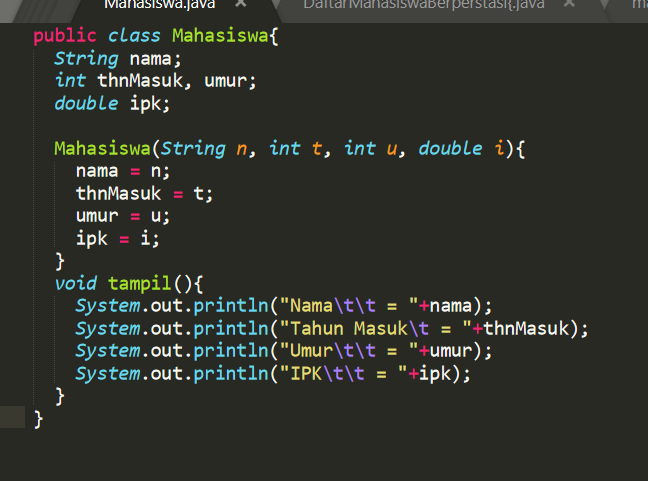 Mahasiswa.java × DaftarMahasiswaBerperstasi{.java × ma
public class Mahasiswa{
  String nama;
  int thnMasuk, umur;
  double ipk;

  Mahasiswa(String n, int t, int u, double i){
    nama = n;
    thnMasuk = t;
    umur = u;
    ipk = i;
  }
  void tampil(){
    System.out.println("Nama\t\t = "+nama);
    System.out.println("Tahun Masuk\t = "+thnMasuk);
    System.out.println("Umur\t\t = "+umur);
    System.out.println("IPK\t\t = "+ipk);
  }
}